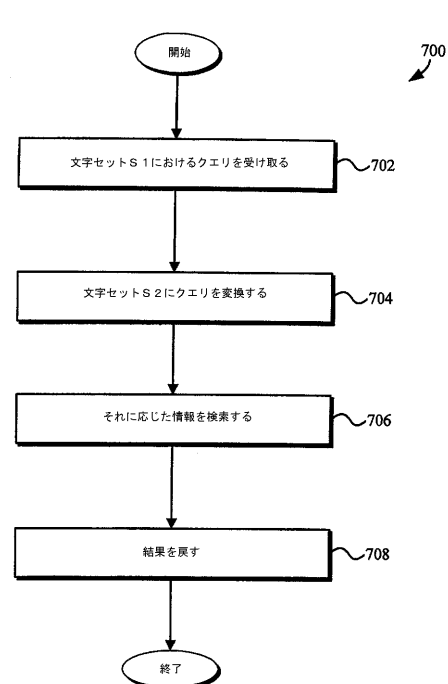 開始
700
文字セットS1におけるクエリを受け取る
702
文字セットS2にクエリを変換する
704
それに応じた情報を検索する
706
結果を戻す
708
終了